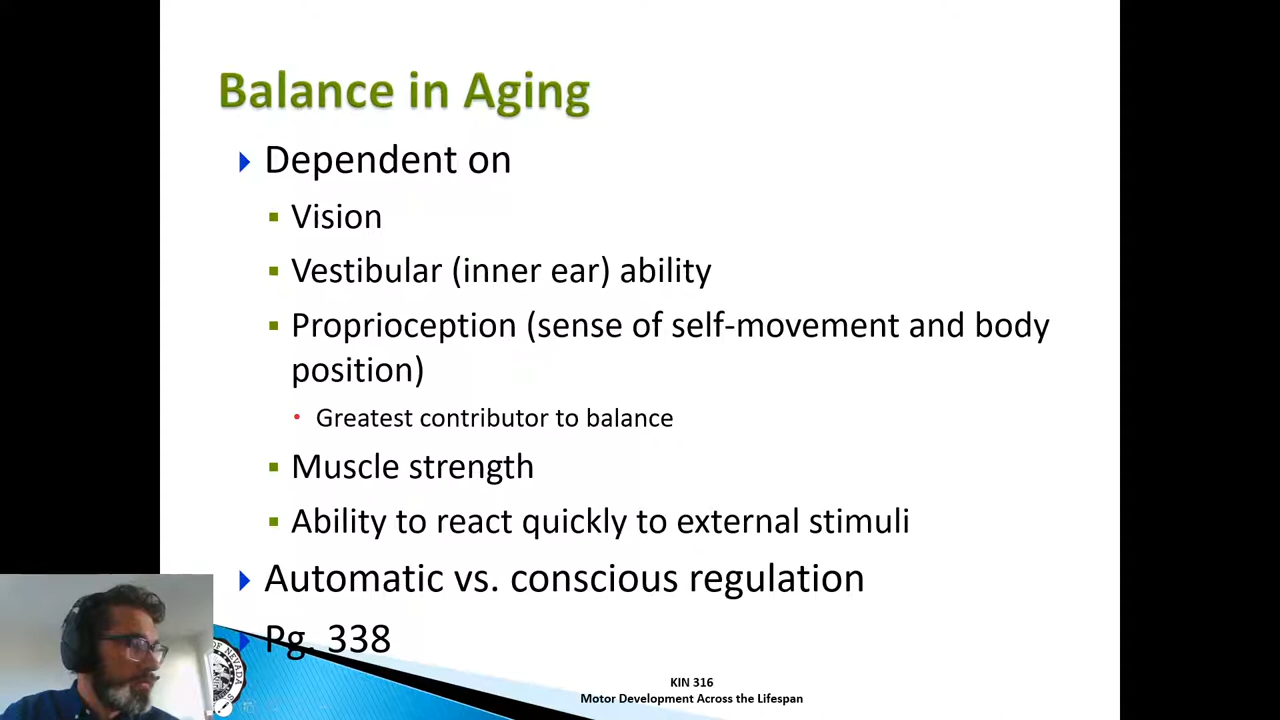 Balance in Aging
Dependent on
Vision
Vestibular (inner ear) ability
Proprioception (sense of self-movement and body
position)
Greatest contributor to balance
Muscle strength
Ability to react quickly to external stimuli
Automatic vs. conscious regulation
Pg. 338
OF NEVADA
KIN 316
Motor Development Across the Lifespan